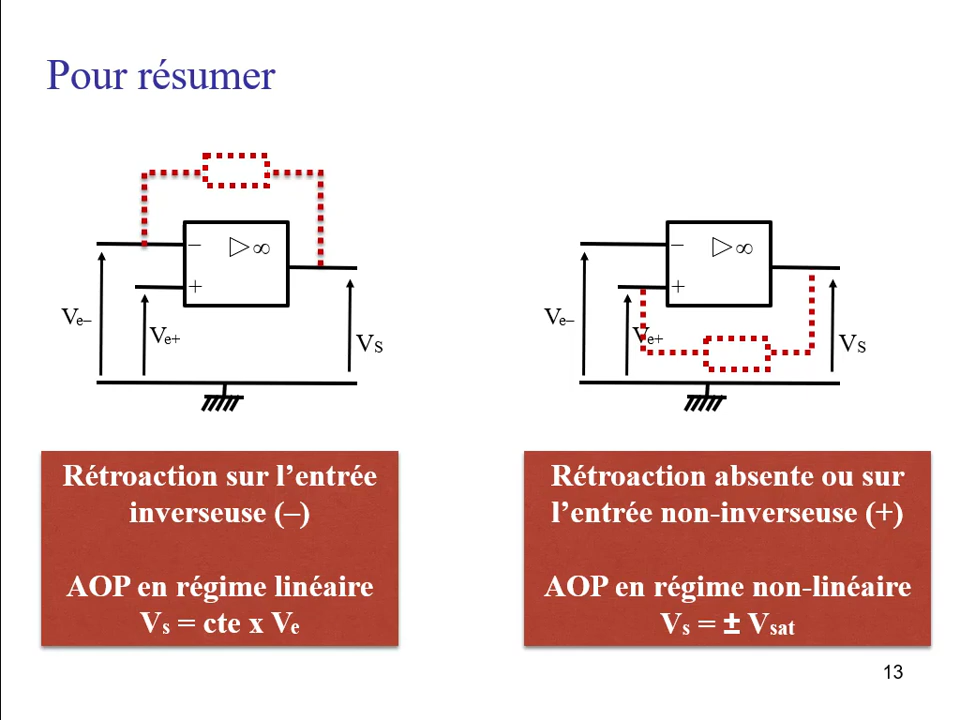 Pour résumer
– ▷ ∞
+
Ve–
Ve+
Vs
– ▷ ∞
+
Ve–
Ve+
Vs
Rétroaction sur l’entrée
inverseuse (–)
AOP en régime linéaire
Vs = cte x Ve
Rétroaction absente ou sur
l’entrée non-inverseuse (+)
AOP en régime non-linéaire
Vs = ± Vsat
13